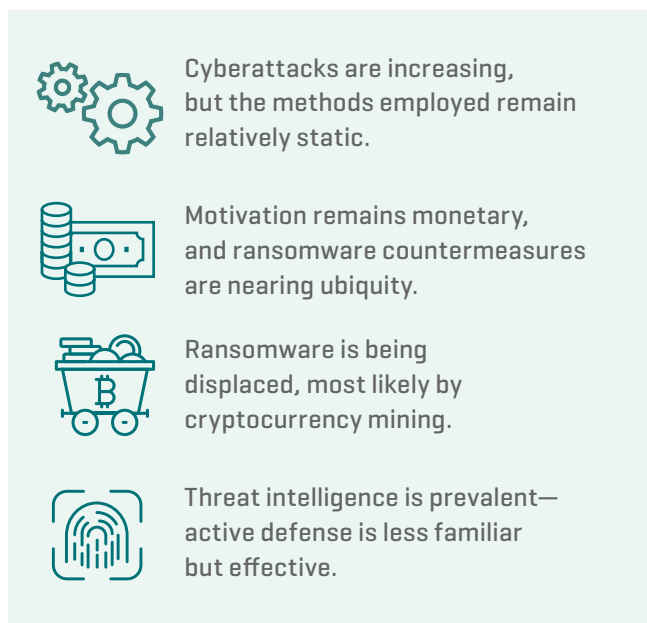 Cyberattacks are increasing,
but the methods employed remain
relatively static.
Motivation remains monetary,
and ransomware countermeasures
are nearing ubiquity.
Ransomware is being
displaced, most likely by
cryptocurrency mining.
Threat intelligence is prevalent—
active defense is less familiar
but effective.